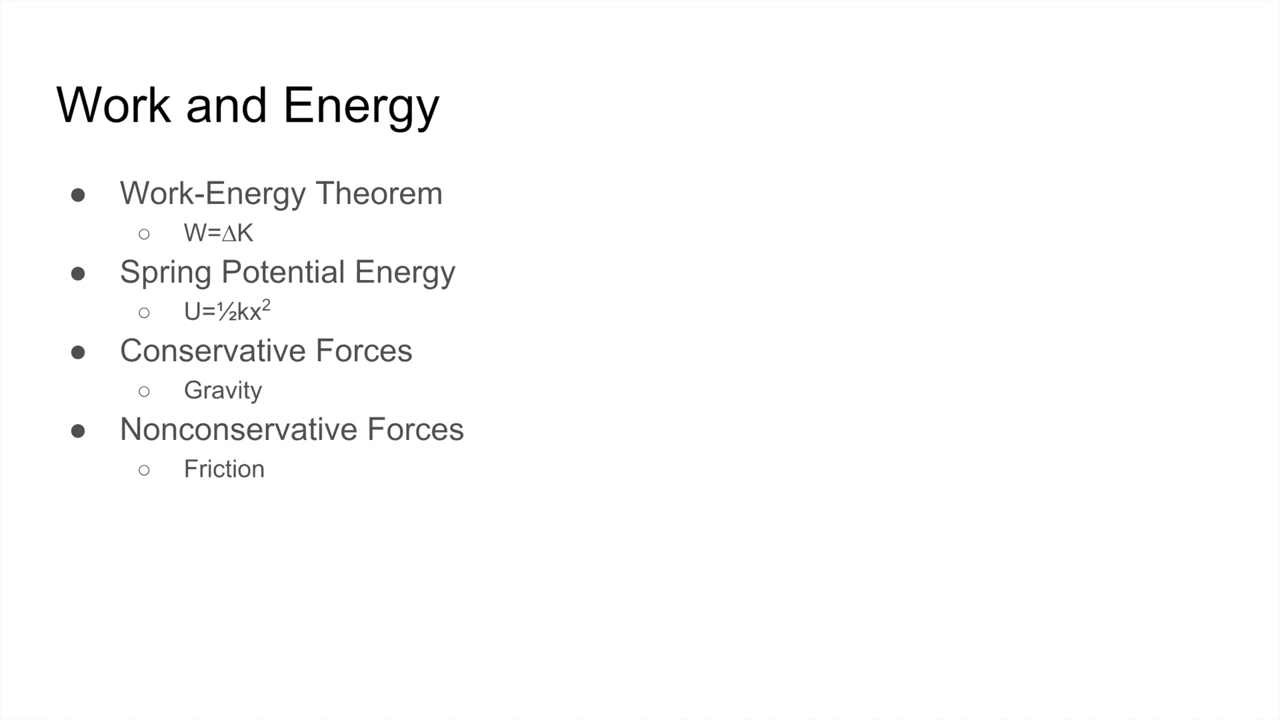 Work and Energy
● Work-Energy Theorem
○ W=∆K
● Spring Potential Energy
○ U=½kx²
● Conservative Forces
○ Gravity
● Nonconservative Forces
○ Friction